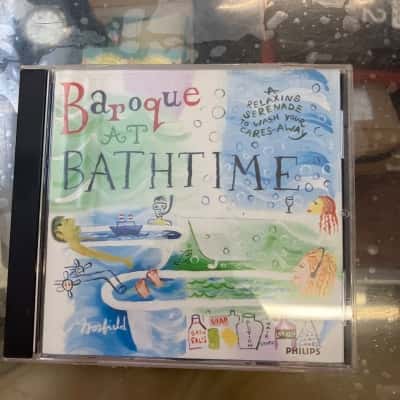 Baroque
AT
BATHTIME
A
RELAXING
SERENADE
TO WASH YOUR
CARES AWAY
PHILIPS